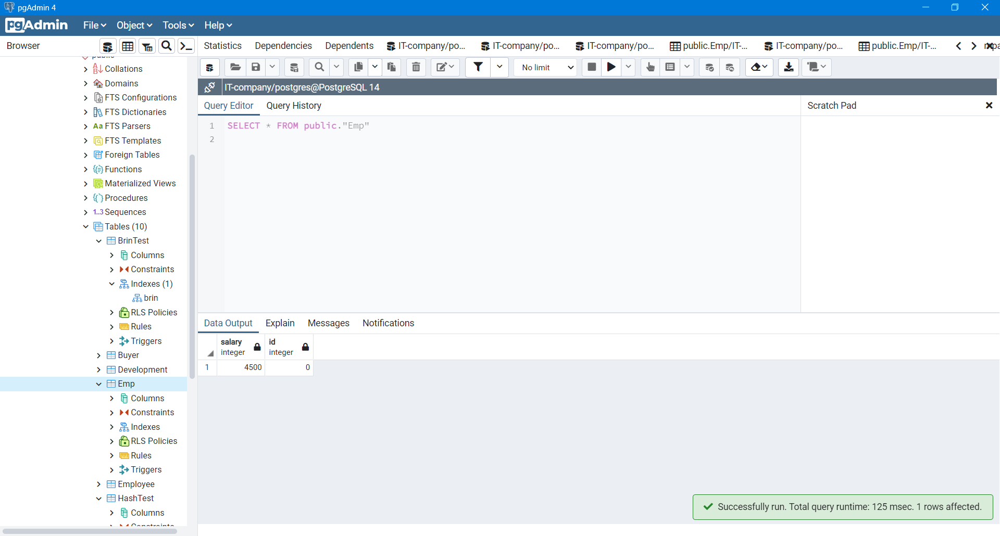 pgAdmin 4
pgAdmin File Object Tools Help
Browser
Statistics Dependencies Dependents IT-company/po... IT-company/po... IT-company/po... public.Emp/IT-... IT-company/po... public.Emp/IT-...
No limit
IT-company/postgres@PostgreSQL 14
Query Editor Query History
Scratch Pad
1 SELECT * FROM public."Emp"
2
public
Collations
Domains
FTS Configurations
FTS Dictionaries
Aa FTS Parsers
FTS Templates
Foreign Tables
Functions
Materialized Views
Procedures
1..3 Sequences
Tables (10)
BrinTest
Columns
Constraints
Indexes (1)
brin
RLS Policies
Rules
Triggers
Buyer
Development
Emp
Columns
Constraints
Indexes
RLS Policies
Rules
Triggers
Employee
HashTest
Columns
Constraints
Data Output Explain Messages Notifications
salary id
integer integer
1 4500 0
Successfully run. Total query runtime: 125 msec. 1 rows affected.